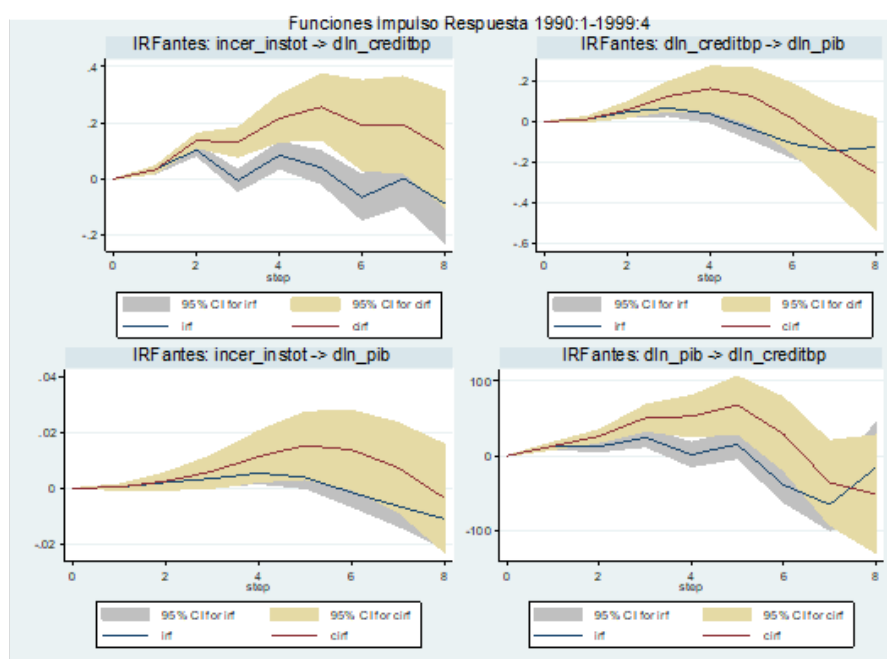 Funciones Impulso Respuesta 1990:1-1999:4
IRFantes: incer_instot -> dln_creditbp
.4
.2
0
-.2
0 2 4 6 8
step
95% CI for irf 95% CI for cirf
irf cirf
IRFantes: dln_creditbp -> dln_pib
.2
0
-.2
-.4
-.6
0 2 4 6 8
step
95% CI for irf 95% CI for cirf
irf cirf
IRFantes: incer_instot -> dln_pib
.04
.02
0
-.02
0 2 4 6 8
step
95% CI for irf 95% CI for cirf
irf cirf
IRFantes: dln_pib -> dln_creditbp
100
0
-100
0 2 4 6 8
step
95% CI for irf 95% CI for cirf
irf cirf